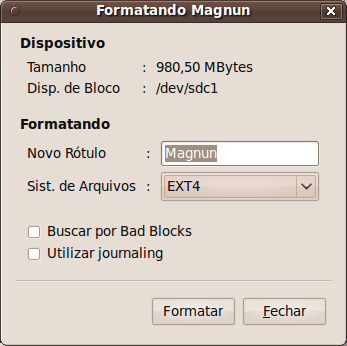 Formatando Magnun
Dispositivo
Tamanho : 980,50 MBytes
Disp. de Bloco : /dev/sdc1
Formatando
Novo Rótulo : Magnun
Sist. de Arquivos : EXT4
Buscar por Bad Blocks
Utilizar journaling
Formatar Fechar